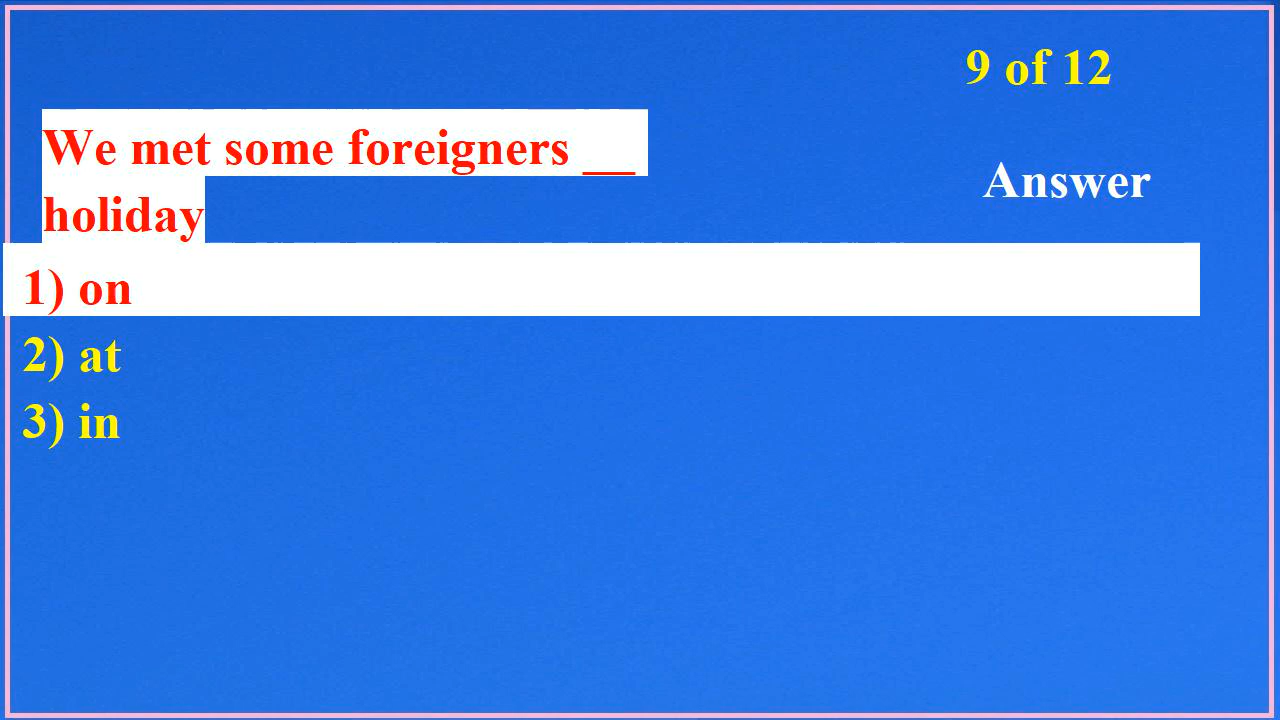 9 of 12
We met some foreigners __
Answer
holiday
1) on
2) at
3) in